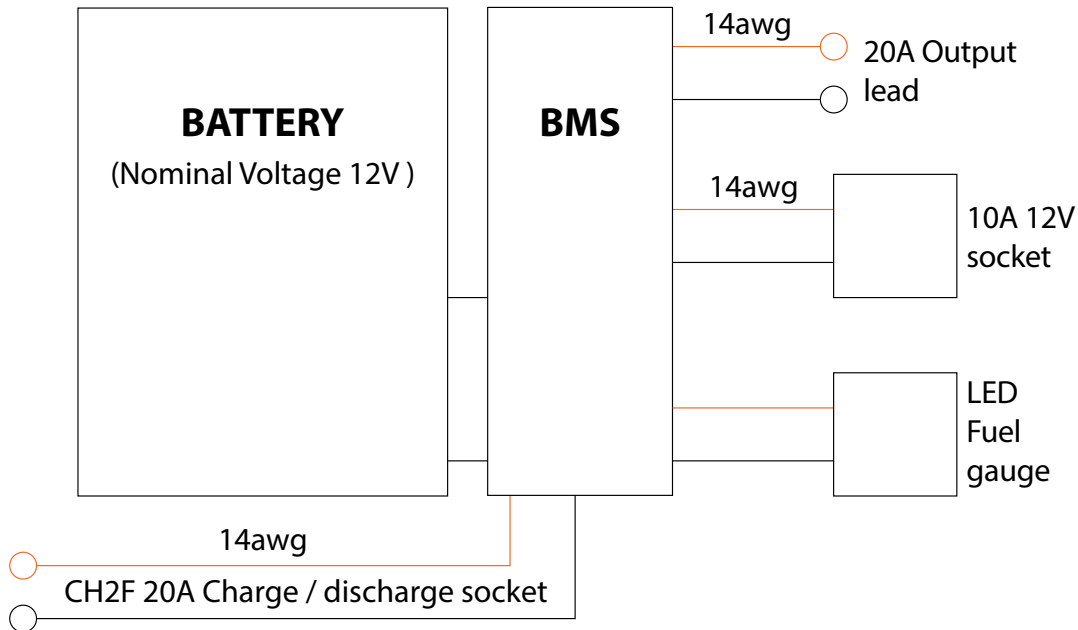 14awg
20A Output
lead
BATTERY
(Nominal Voltage 12V )
BMS
14awg
10A 12V
socket
LED
Fuel
gauge
14awg
CH2F 20A Charge / discharge socket